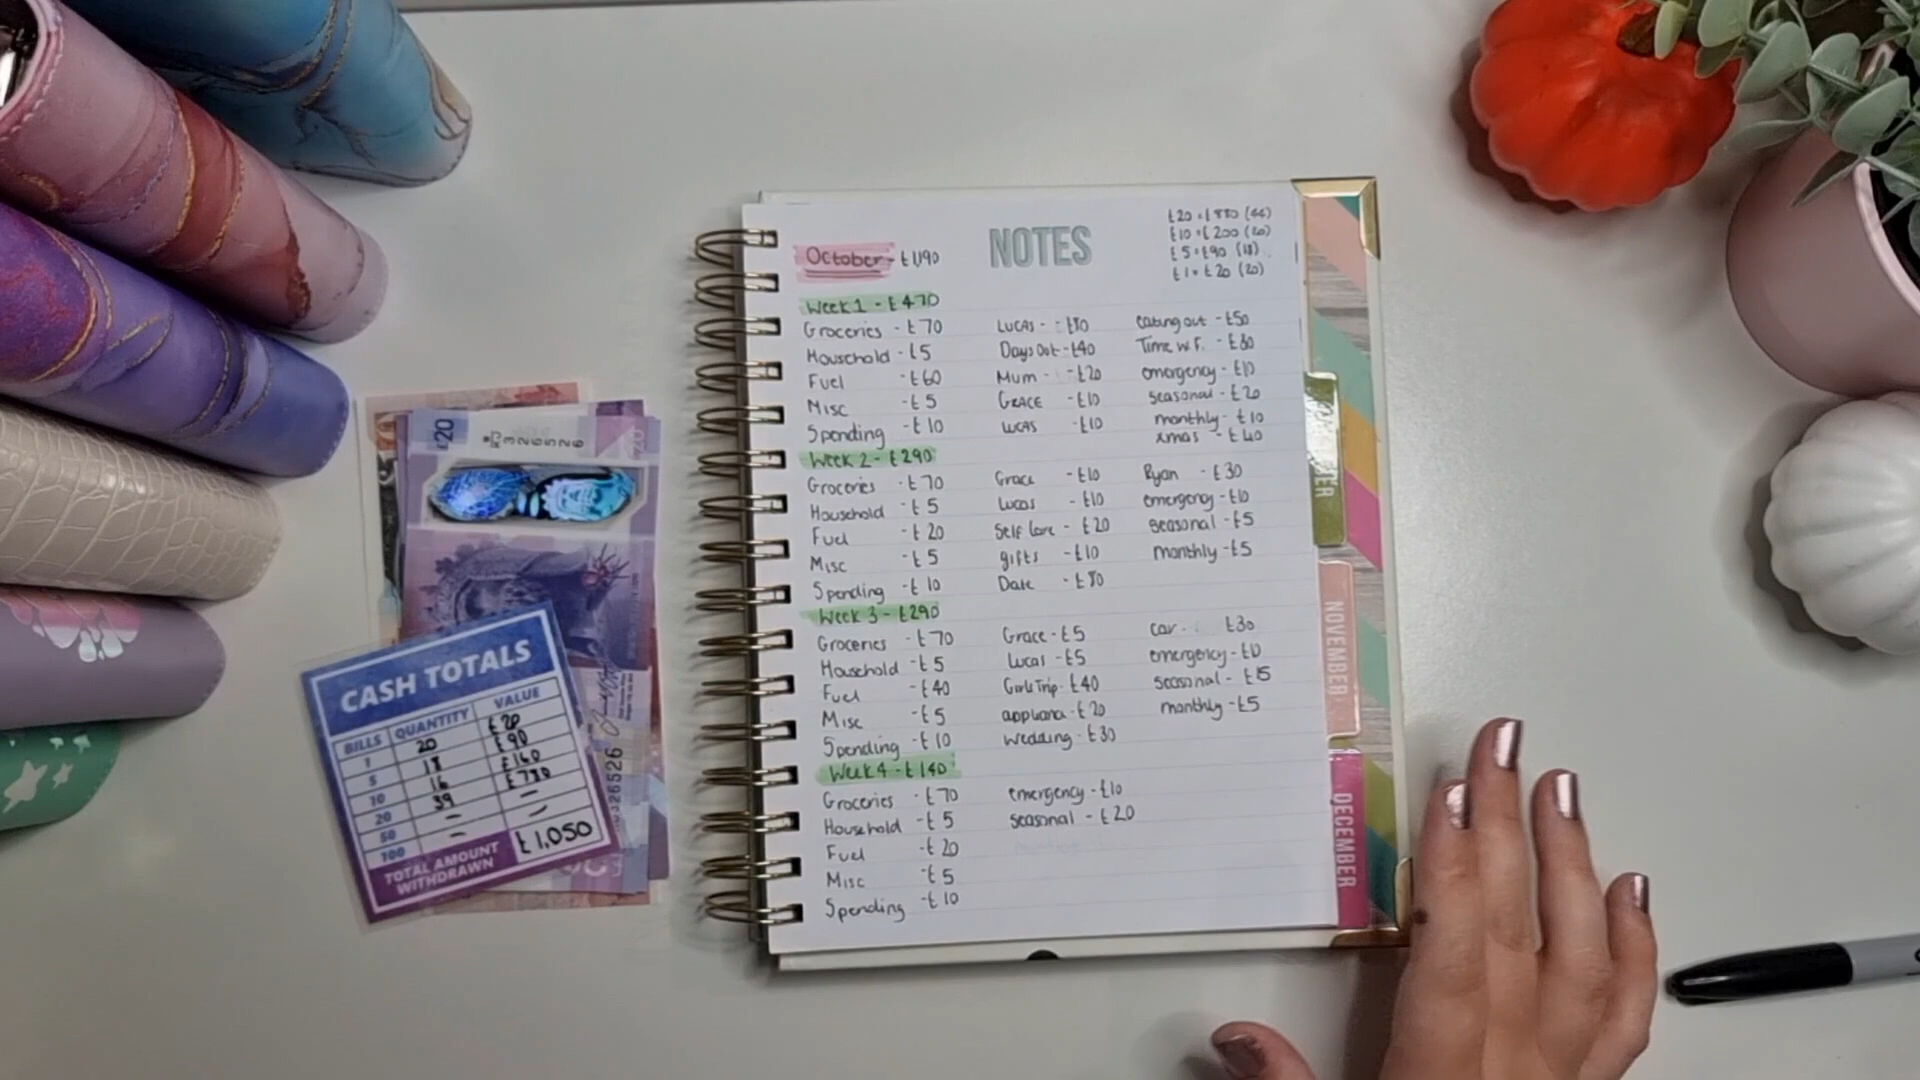 NOTES
£20 = £880 (44)
£10 = £200 (20)
£5 = £90 (18)
£1 = £20 (20)
October - £1,190
Week 1 - £470
Groceries - £70 Lucas - £80 eating out - £50
Household - £5 Days Out - £40 Time w.F. - £30
Fuel - £60 Mum - £20 emergency - £10
Misc - £5 Grace - £10 seasonal - £20
Spending - £10 Lucas - £10 monthly - £10
xmas - £40
Week 2 - £290
Groceries - £70 Grace - £10 Ryan - £30
Household - £5 Lucas - £10 emergency - £10
Fuel - £20 Self Care - £20 seasonal - £5
Misc - £5 gifts - £10 monthly - £5
Spending - £10 Date - £80
Week 3 - £290
Groceries - £70 Grace - £5 car - £30
Household - £5 Lucas - £5 emergency - £10
Fuel - £40 Girls Trip - £40 seasonal - £15
Misc - £5 appliance - £20 monthly - £5
Spending - £10 wedding - £30
Week 4 - £140
Groceries - £70 emergency - £10
Household - £5 seasonal - £20
Fuel - £20
Misc - £5
Spending - £10
NOVEMBER
DECEMBER
£20
CASH TOTALS
BILLS QUANTITY VALUE
1 20 £20
5 18 £90
10 16 £160
20 39 £780
50 - -
100 - -
TOTAL AMOUNT WITHDRAWN £1,050